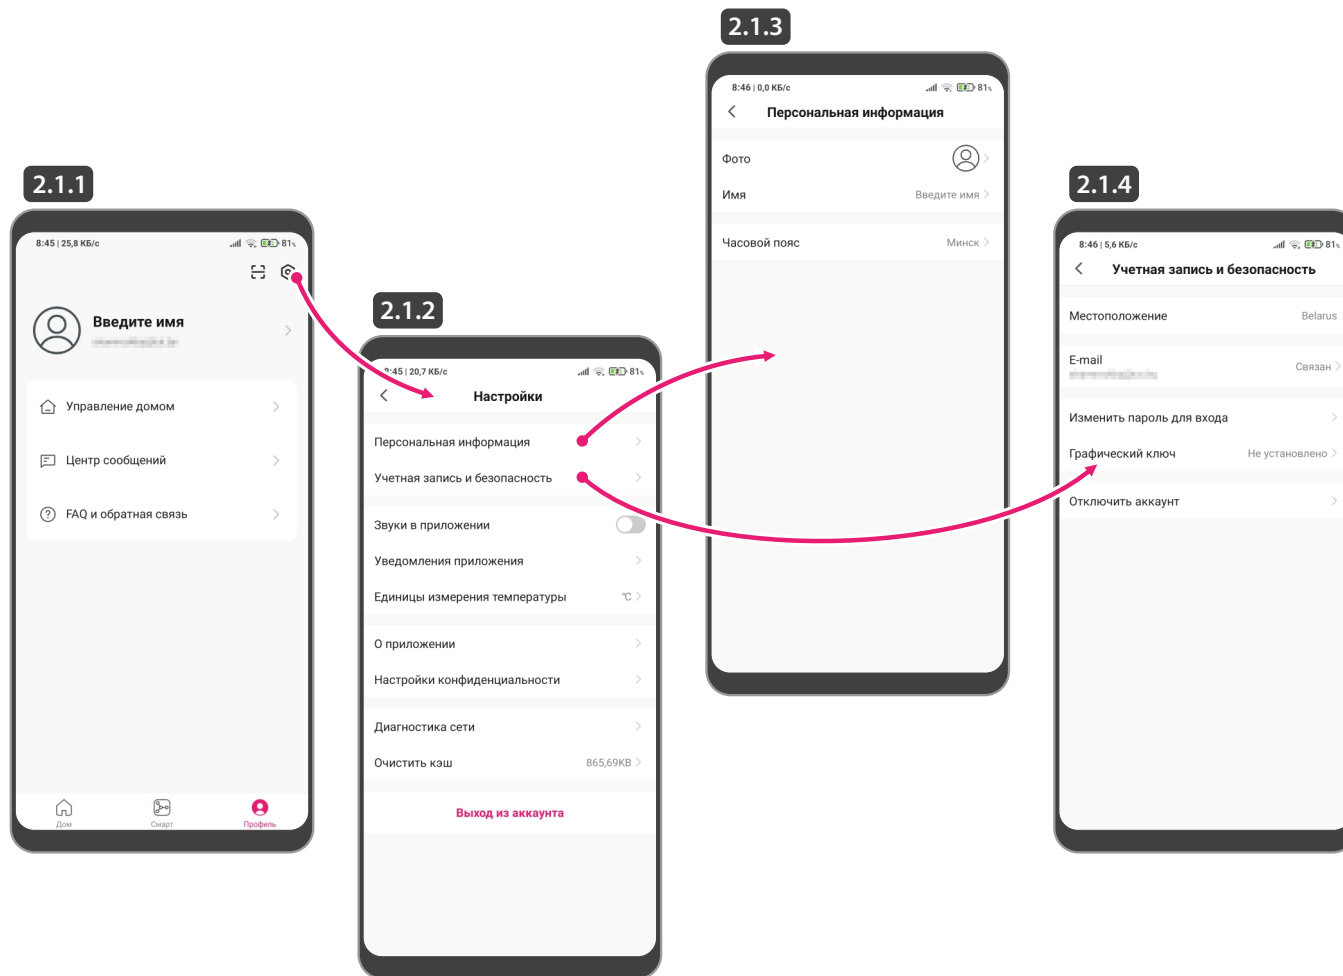 2.1.1
8:45 | 25,8 КБ/с
81%
Введите имя
Управление домом
Центр сообщений
FAQ и обратная связь
Дом
Смарт
Профиль
2.1.2
8:45 | 20,7 КБ/с
81%
Настройки
Персональная информация
Учетная запись и безопасность
Звуки в приложении
Уведомления приложения
Единицы измерения температуры °C
О приложении
Настройки конфиденциальности
Диагностика сети
Очистить кэш 865,69KB
Выход из аккаунта
2.1.3
8:46 | 0,0 КБ/с
81%
Персональная информация
Фото
Имя Введите имя
Часовой пояс Минск
2.1.4
8:46 | 5,6 КБ/с
81%
Учетная запись и безопасность
Местоположение Belarus
E-mail
Связан
Изменить пароль для входа
Графический ключ Не установлено
Отключить аккаунт